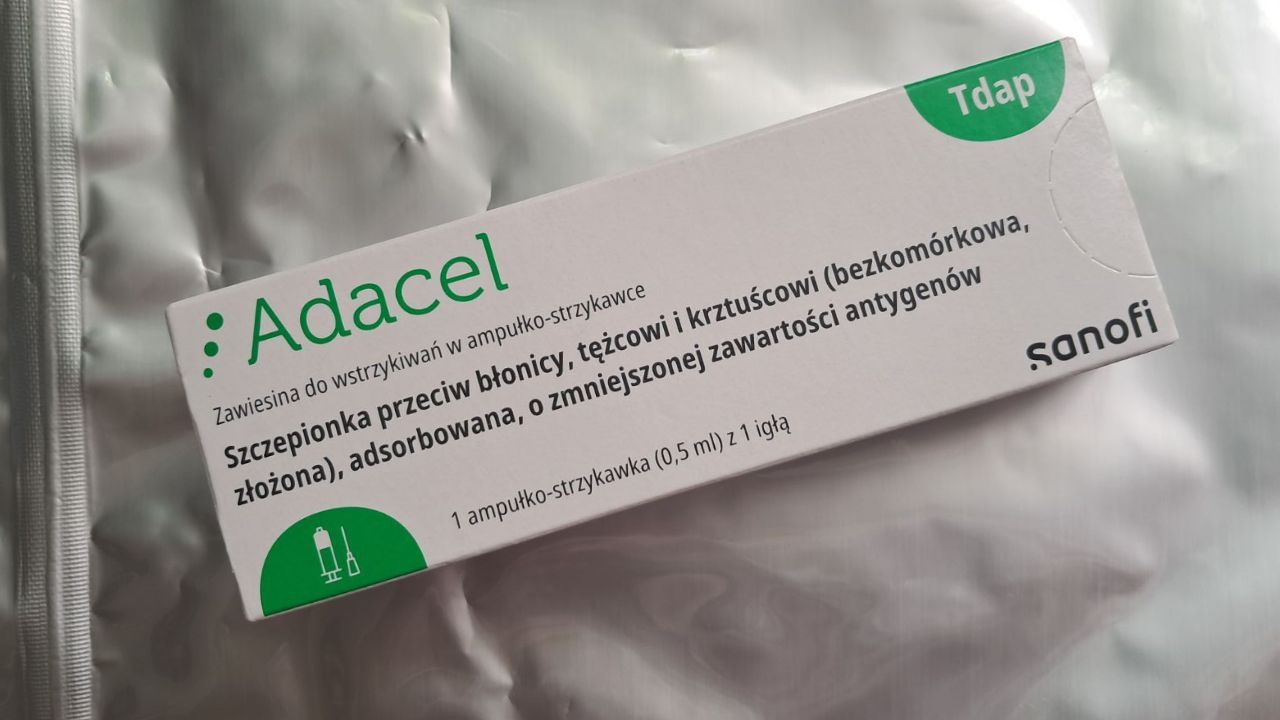 Tdap
Adacel
Zawiesina do wstrzykiwań w ampułko-strzykawce
Szczepionka przeciw błonicy, tężcowi i krztuścowi (bezkomórkowa,
złożona), adsorbowana, o zmniejszonej zawartości antygenów
sanofi
1 ampułko-strzykawka (0,5 ml) z 1 igłą